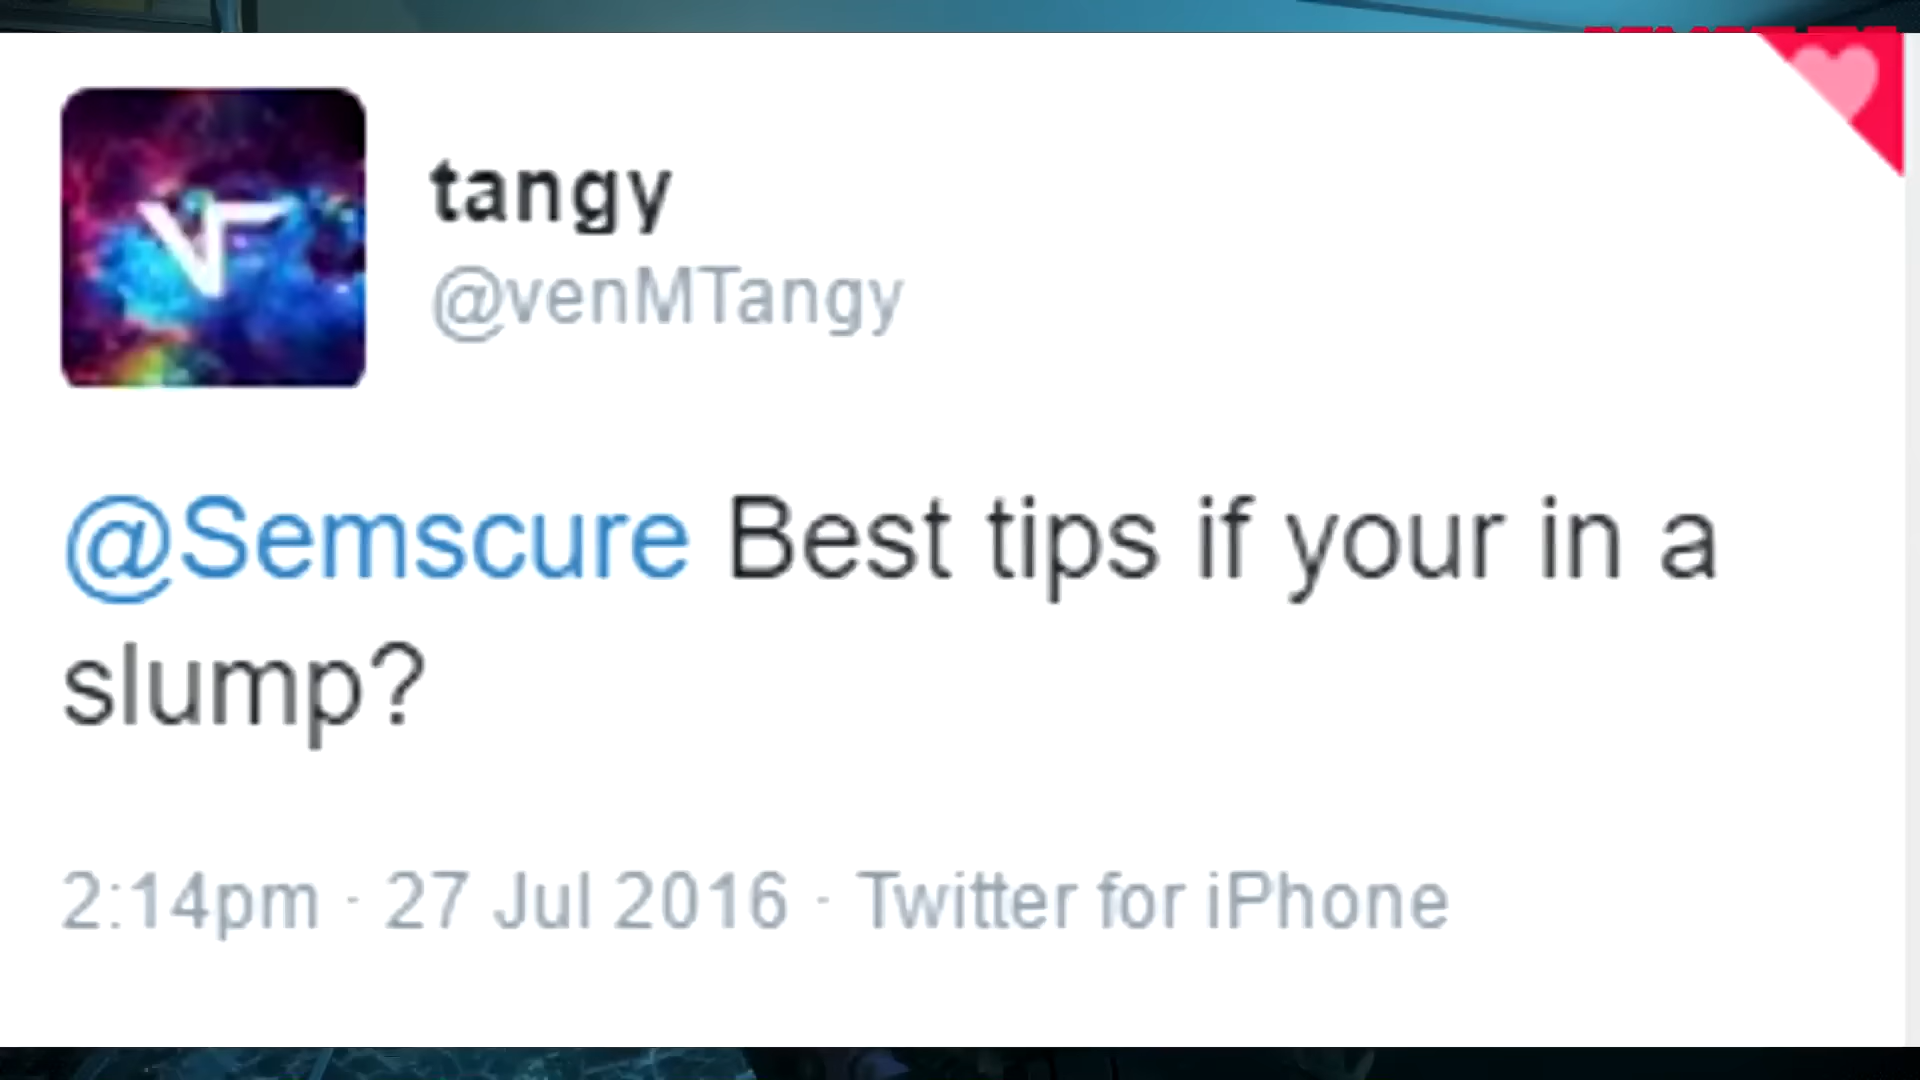 tangy
@venMTangy
@Semscure Best tips if your in a
slump?
2:14pm · 27 Jul 2016 · Twitter for iPhone